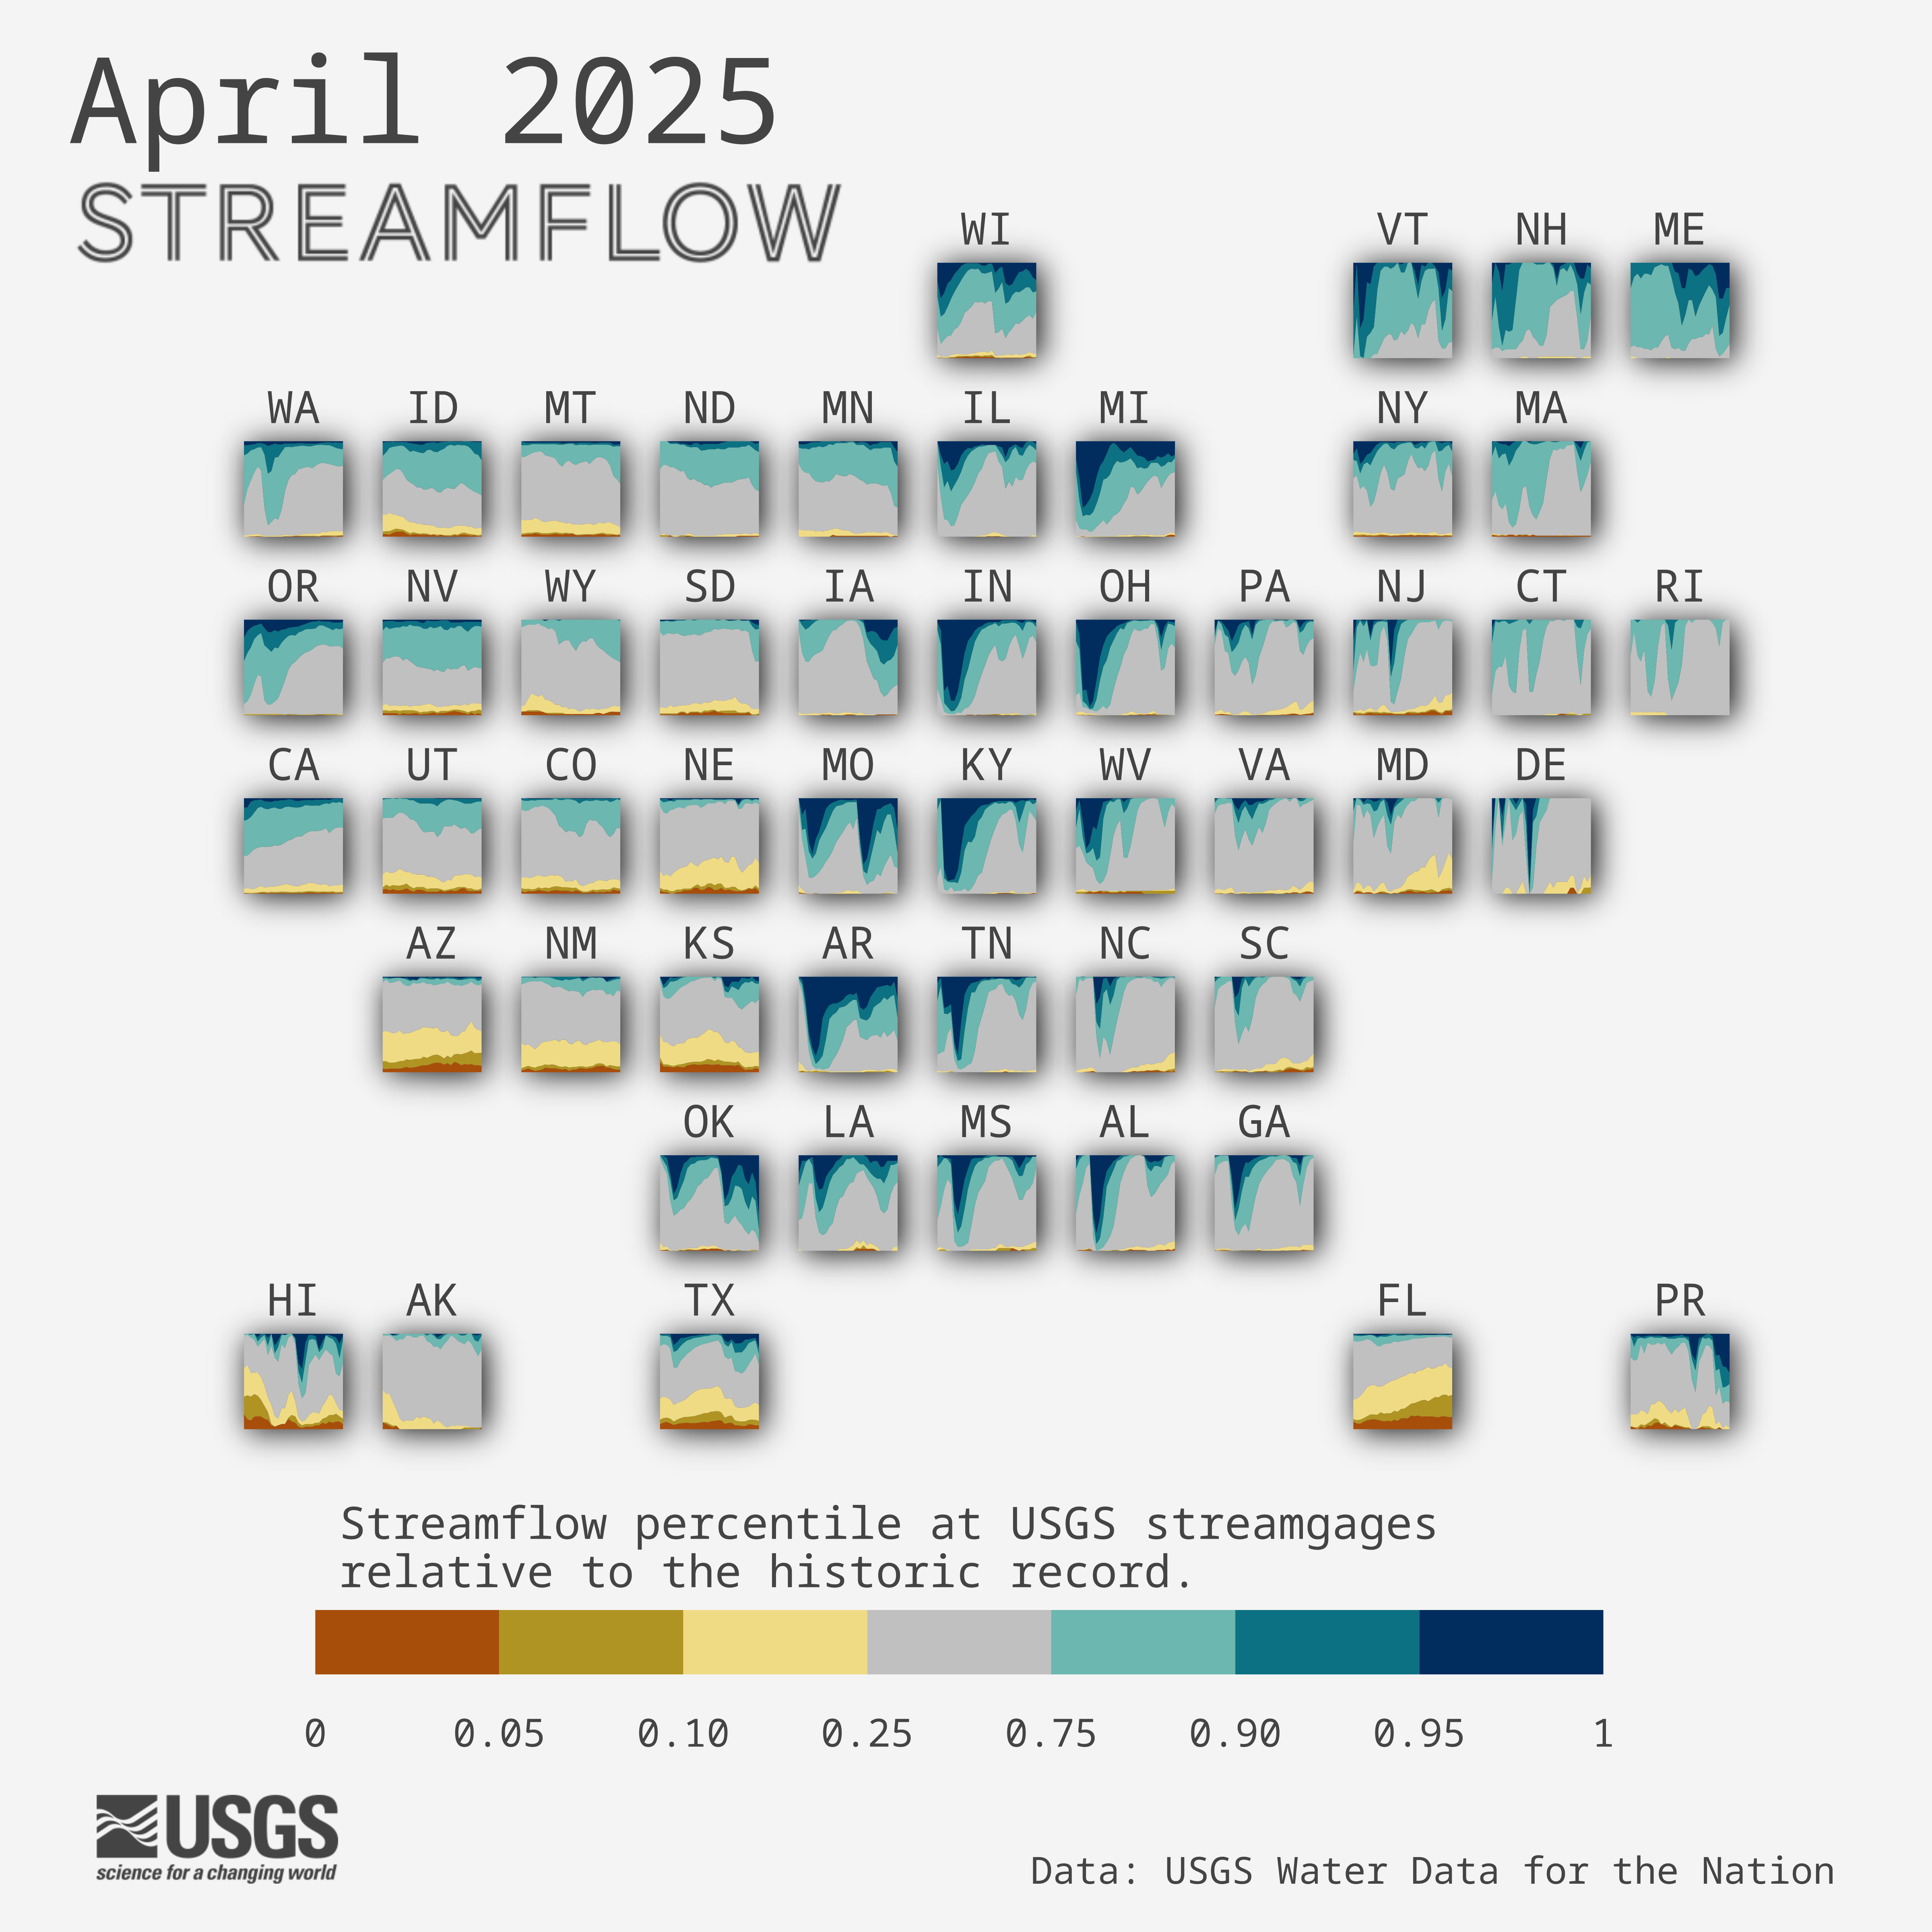 April 2025
STREAMFLOW
WI VT NH ME
WA ID MT ND MN IL MI NY MA
OR NV WY SD IA IN OH PA NJ CT RI
CA UT CO NE MO KY WV VA MD DE
AZ NM KS AR TN NC SC
OK LA MS AL GA
HI AK TX FL PR
Streamflow percentile at USGS streamgages
relative to the historic record.
0 0.05 0.10 0.25 0.75 0.90 0.95 1
USGS
science for a changing world
Data: USGS Water Data for the Nation